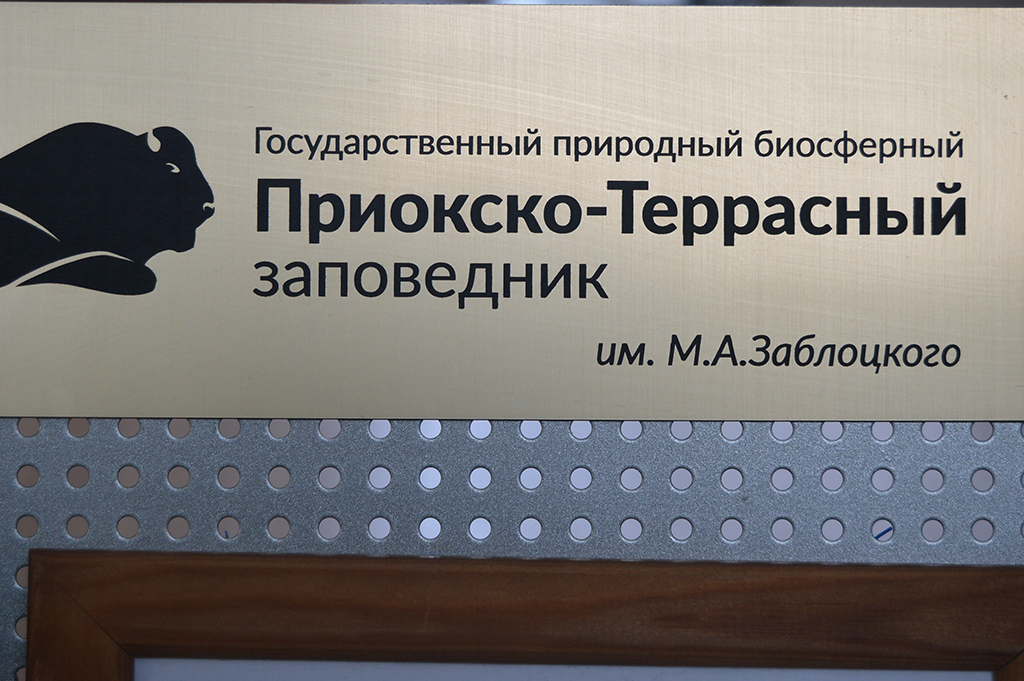 Государственный природный биосферный
Приокско-Террасный
заповедник
им. М.А.Заблоцкого